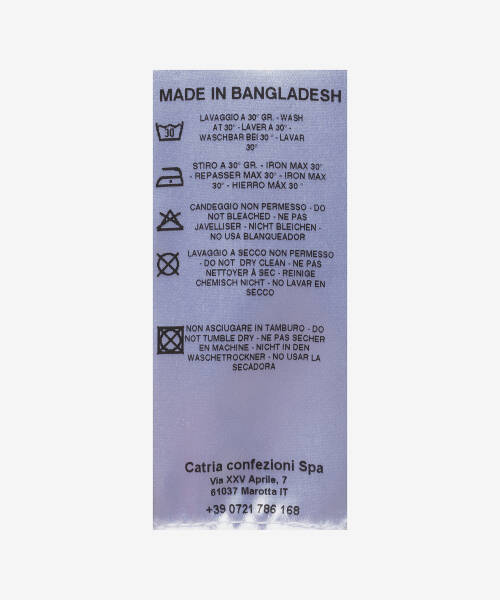 MADE IN BANGLADESH
30
LAVAGGIO A 30° GR. - WASH
AT 30° - LAVER A 30° -
WASCHBAR BEI 30° - LAVAR
30°
STIRO A 30° GR. - IRON MAX 30°
- REPASSER MAX 30° - IRON MAX
30° - HIERRO MÁX 30 °
CANDEGGIO NON PERMESSO - DO
NOT BLEACHED - NE PAS
JAVELLISER - NICHT BLEICHEN -
NO USA BLANQUEADOR
LAVAGGIO A SECCO NON PERMESSO
- DO NOT DRY CLEAN - NE PAS
NETTOYER À SEC - REINIGE
CHEMISCH NICHT - NO LAVAR EN
SECCO
NON ASCIUGARE IN TAMBURO - DO
NOT TUMBLE DRY - NE PAS SECHER
EN MACHINE - NICHT IN DEN
WASCHETROCKNER - NO USAR LA
SECADORA
Catria confezioni Spa
Via XXV Aprile, 7
61037 Marotta IT
+39 0721 786 168